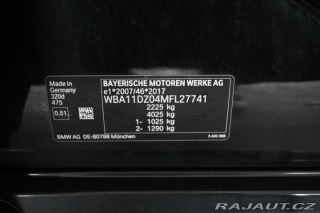 Made in
Germany
320d
475
0.51
BAYERISCHE MOTOREN WERKE AG
e1*2007/46*2017
WBA11DZ04MFL27741
2225 kg
4025 kg
1- 1025 kg
2- 1290 kg
BMW AG, DE-80788 München
RAJAUT.CZ